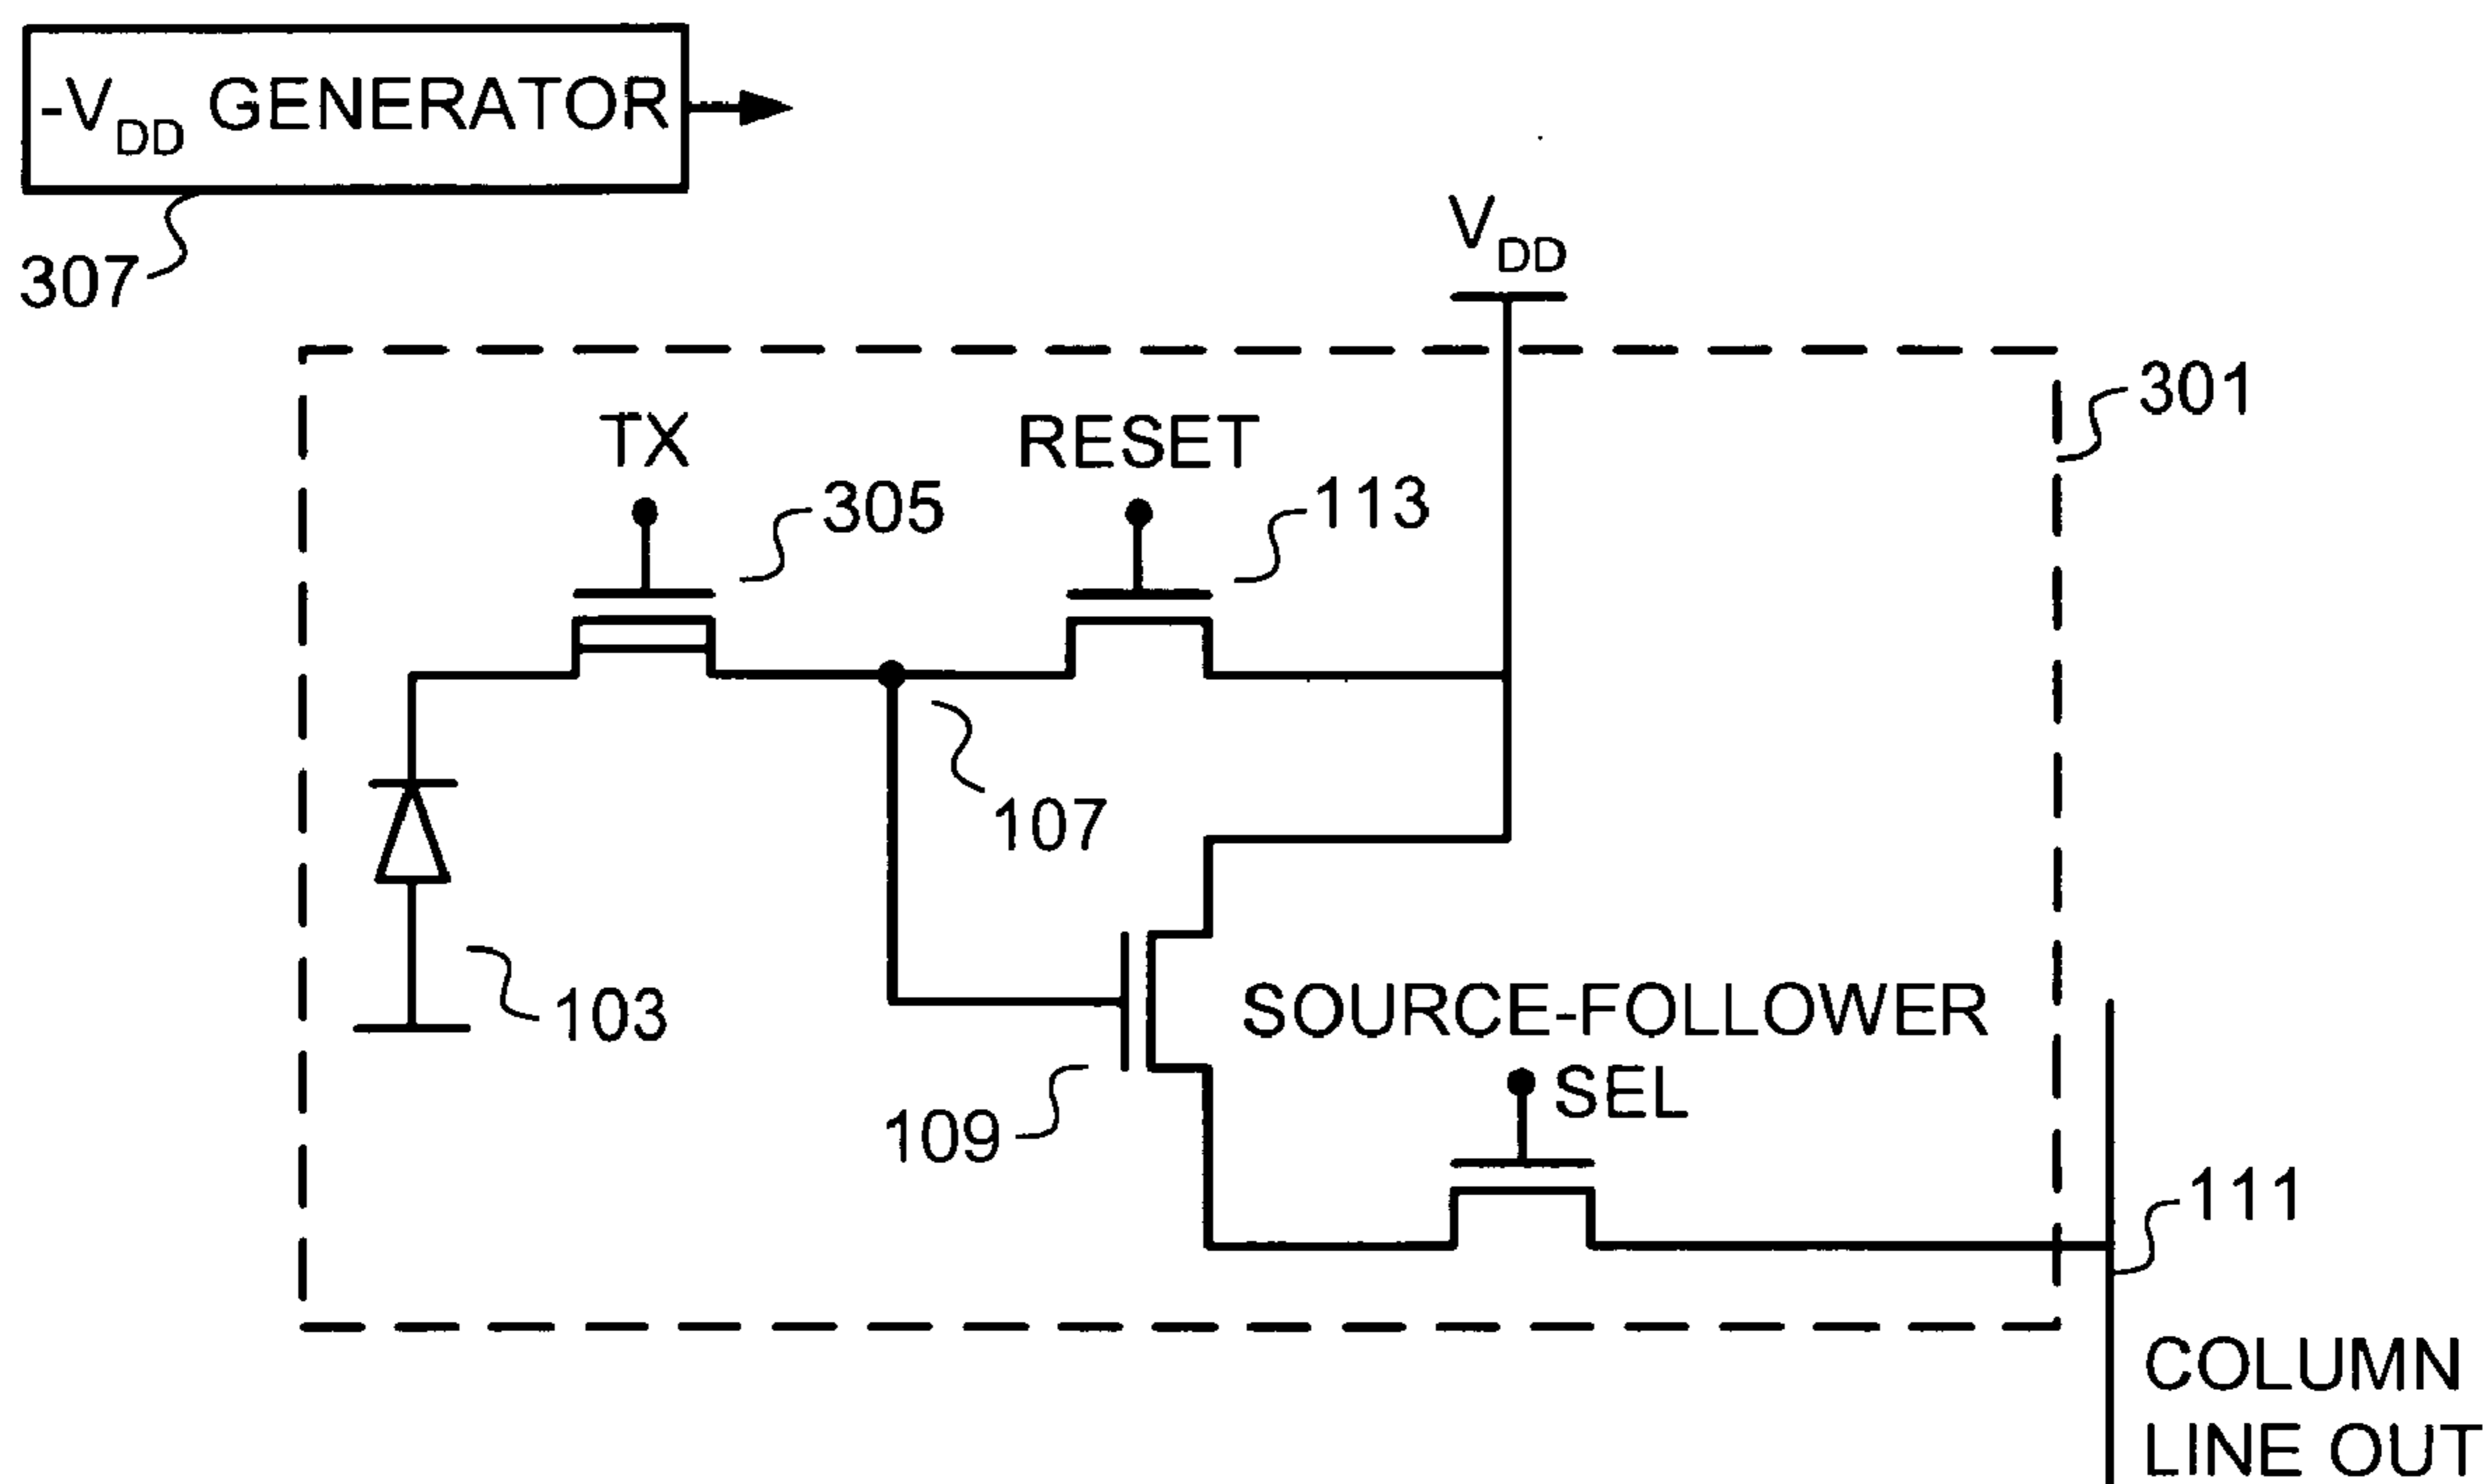 -VDD GENERATOR
307
VDD
301
TX
RESET
305
113
107
103
SOURCE-FOLLOWER
SEL
109
111
COLUMN
LINE OUT